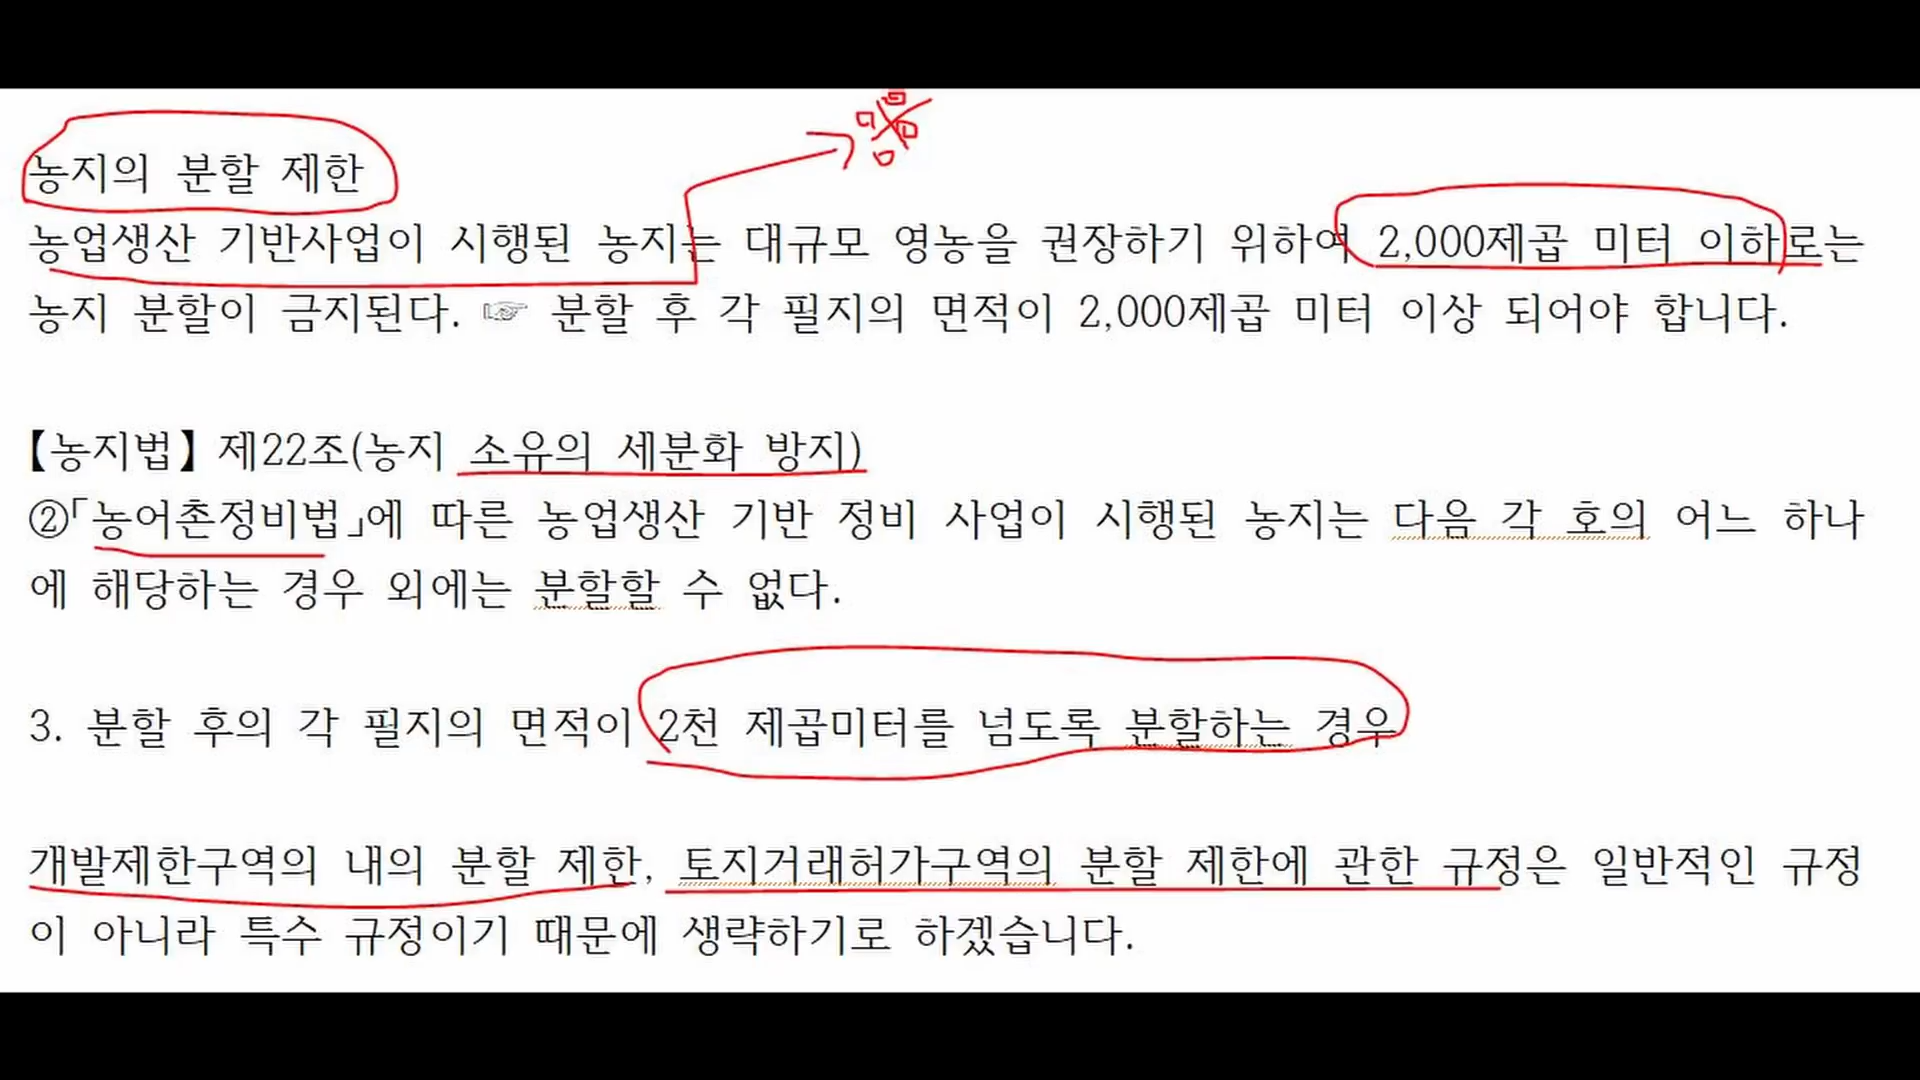 농지의 분할 제한
농업생산 기반사업이 시행된 농지는 대규모 영농을 권장하기 위하여 2,000제곱 미터 이하로는
농지 분할이 금지된다. ☞ 분할 후 각 필지의 면적이 2,000제곱 미터 이상 되어야 합니다.
【농지법】 제22조(농지 소유의 세분화 방지)
②「농어촌정비법」에 따른 농업생산 기반 정비 사업이 시행된 농지는 다음 각 호의 어느 하나
에 해당하는 경우 외에는 분할할 수 없다.
3. 분할 후의 각 필지의 면적이 2천 제곱미터를 넘도록 분할하는 경우
개발제한구역의 내의 분할 제한, 토지거래허가구역의 분할 제한에 관한 규정은 일반적인 규정
이 아니라 특수 규정이기 때문에 생략하기로 하겠습니다.